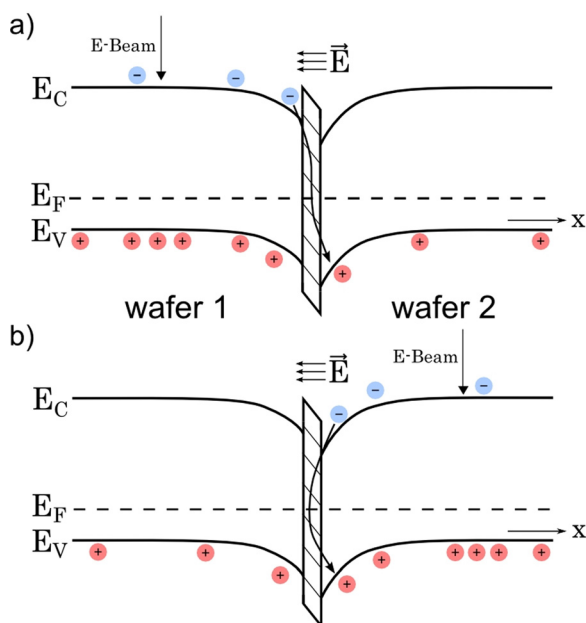 a)
E-Beam
E
E_C
E_F
E_V
x
wafer 1
wafer 2
b)
E
E-Beam
E_C
E_F
E_V
x